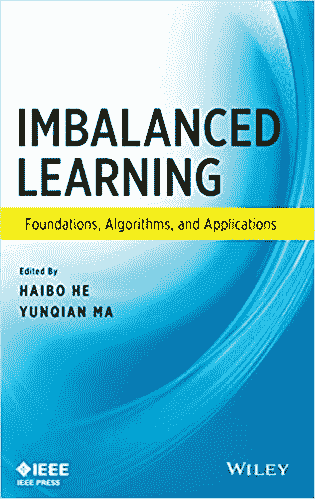 IMBALANCED
LEARNING
Foundations, Algorithms, and Applications
Edited By
HAIBO HE
YUNQIAN MA
IEEE
IEEE PRESS
WILEY